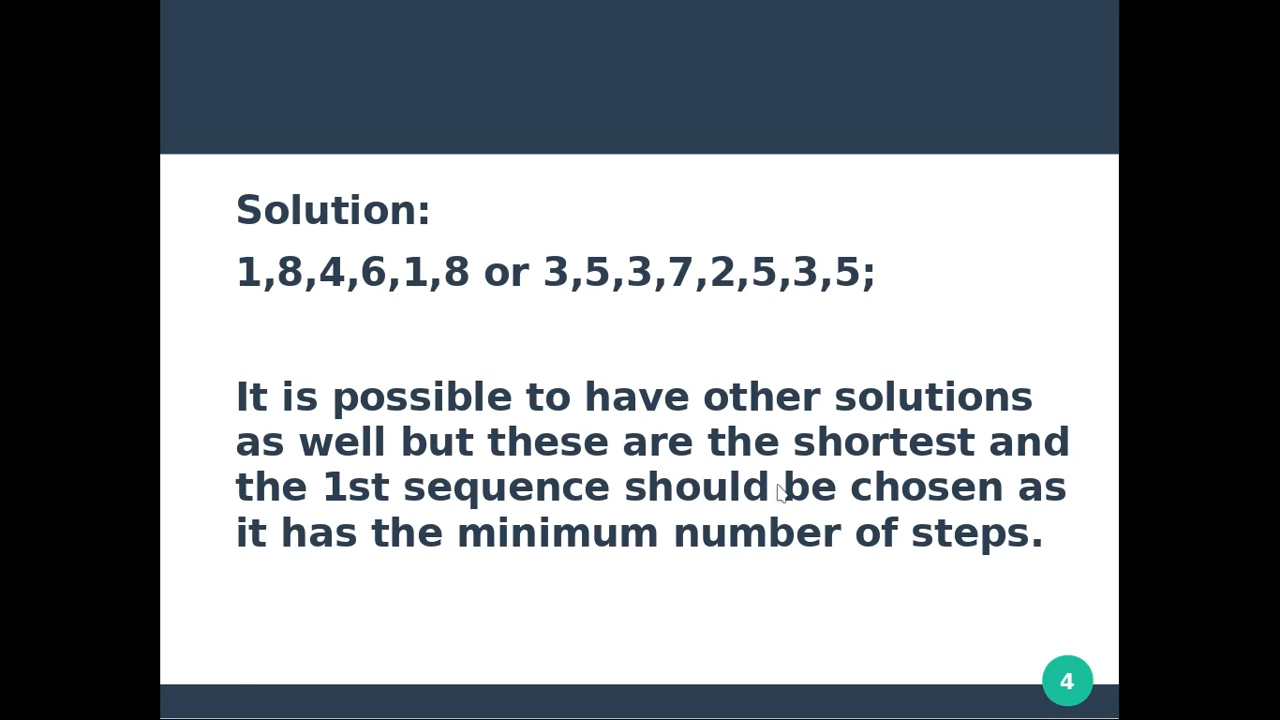 Solution:
1,8,4,6,1,8 or 3,5,3,7,2,5,3,5;
It is possible to have other solutions
as well but these are the shortest and
the 1st sequence should be chosen as
it has the minimum number of steps.
4